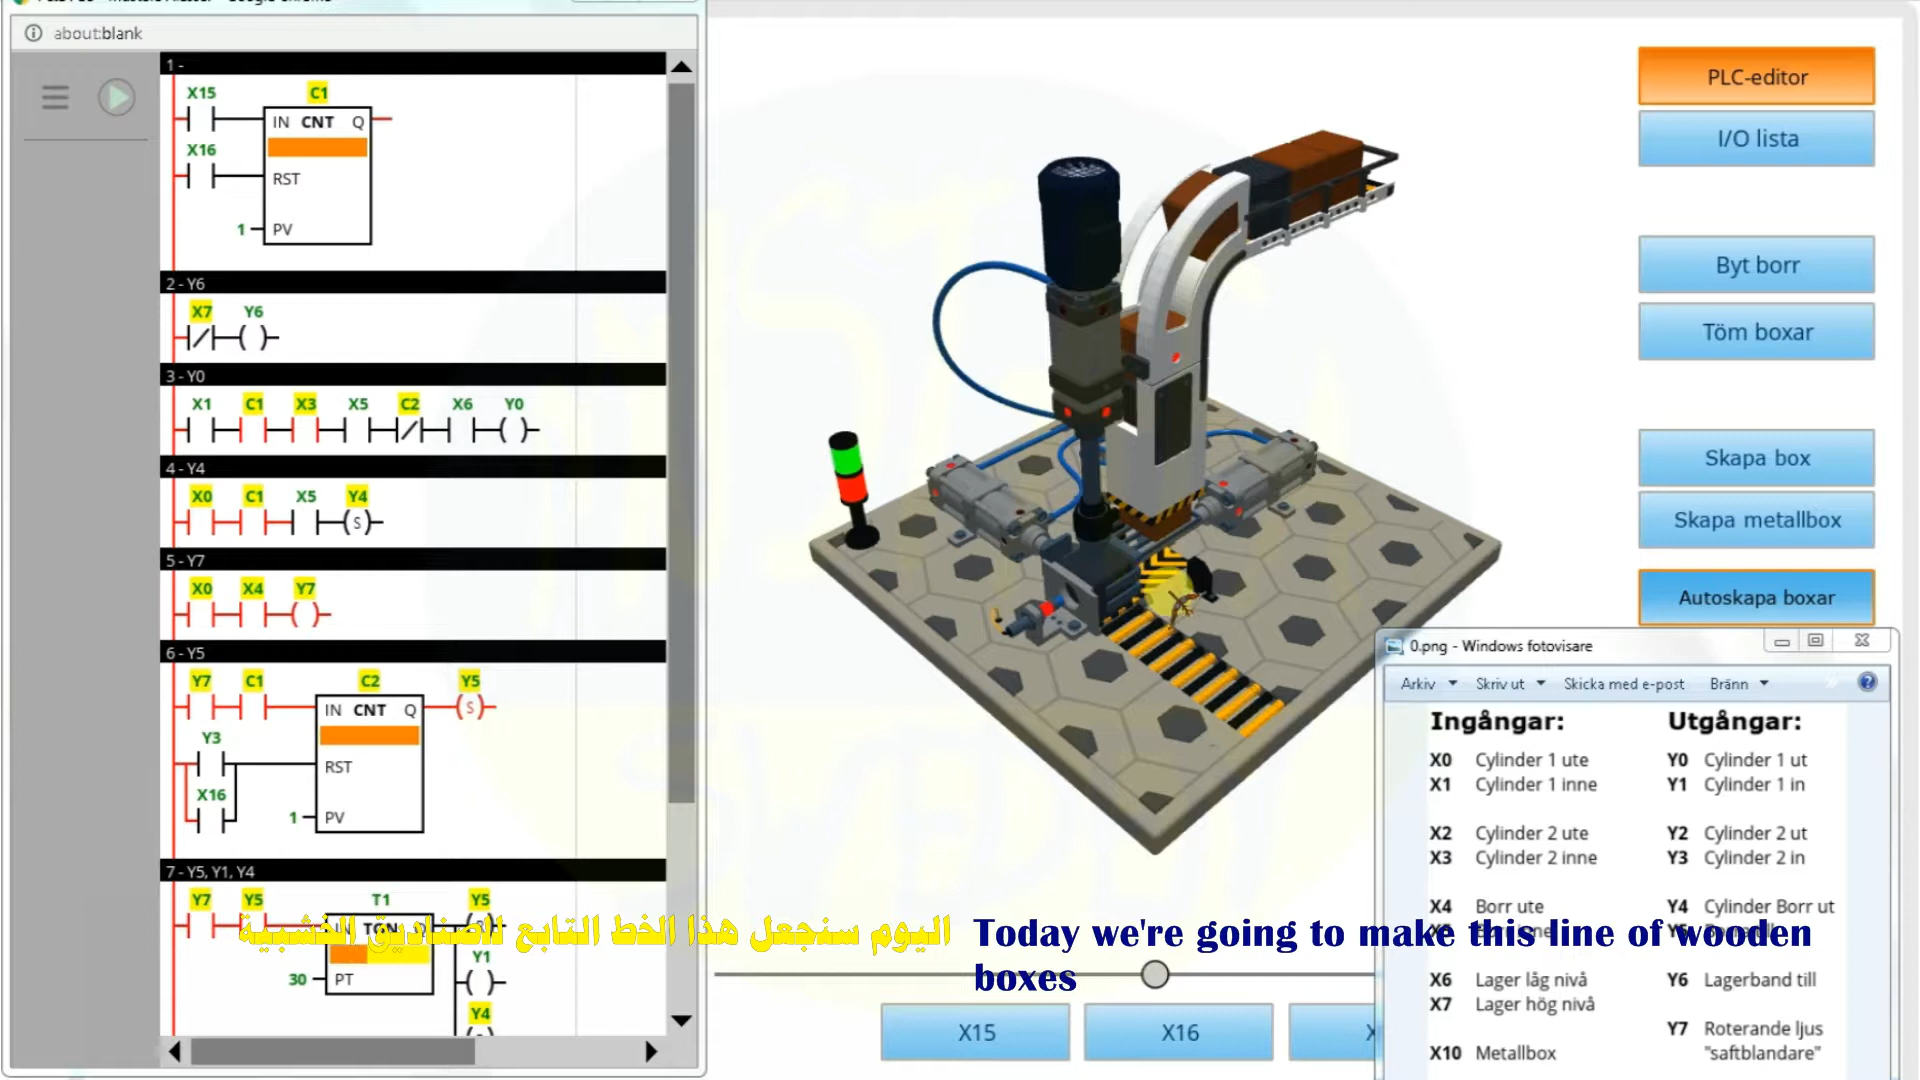 about:blank
1 -
X15
C1
IN CNT Q
X16
RST
1
PV
2 - Y6
X7
Y6
3 - Y0
X1
C1
X3
X5
C2
X6
Y0
4 - Y4
X0
C1
X5
Y4
S
5 - Y7
X0
X4
Y7
6 - Y5
Y7
C1
C2
Y5
IN CNT Q
S
Y3
RST
X16
1
PV
7 - Y5, Y1, Y4
Y7
Y5
T1
Y5
اليوم سنجعل هذا الخط التابع للصناديق الخشبية
Today we're going to make this line of wooden
boxes
Y1
30
PT
Y4
PLC-editor
I/O lista
Byt borr
Töm boxar
Skapa box
Skapa metallbox
Autoskapa boxar
X15
X16
0.png - Windows fotovisare
Arkiv
Skriv ut
Skicka med e-post
Bränn
Ingångar:
Utgångar:
X0 Cylinder 1 ute
Y0 Cylinder 1 ut
X1 Cylinder 1 inne
Y1 Cylinder 1 in
X2 Cylinder 2 ute
Y2 Cylinder 2 ut
X3 Cylinder 2 inne
Y3 Cylinder 2 in
X4 Borr ute
Y4 Cylinder Borr ut
X6 Lager låg nivå
Y6 Lagerband till
X7 Lager hög nivå
Y7 Roterande ljus
X10 Metallbox
"saftblandare"